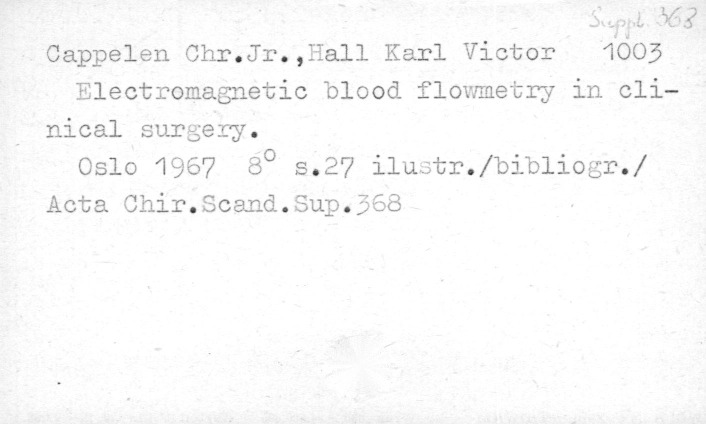 Suppl. 368
Cappelen Chr.Jr.,Hall Karl Victor 1003
Electromagnetic blood flowmetry in cli-
nical surgery.
Oslo 1967 8° s.27 ilustr./bibliogr./
Acta Chir.Scand.Sup.368